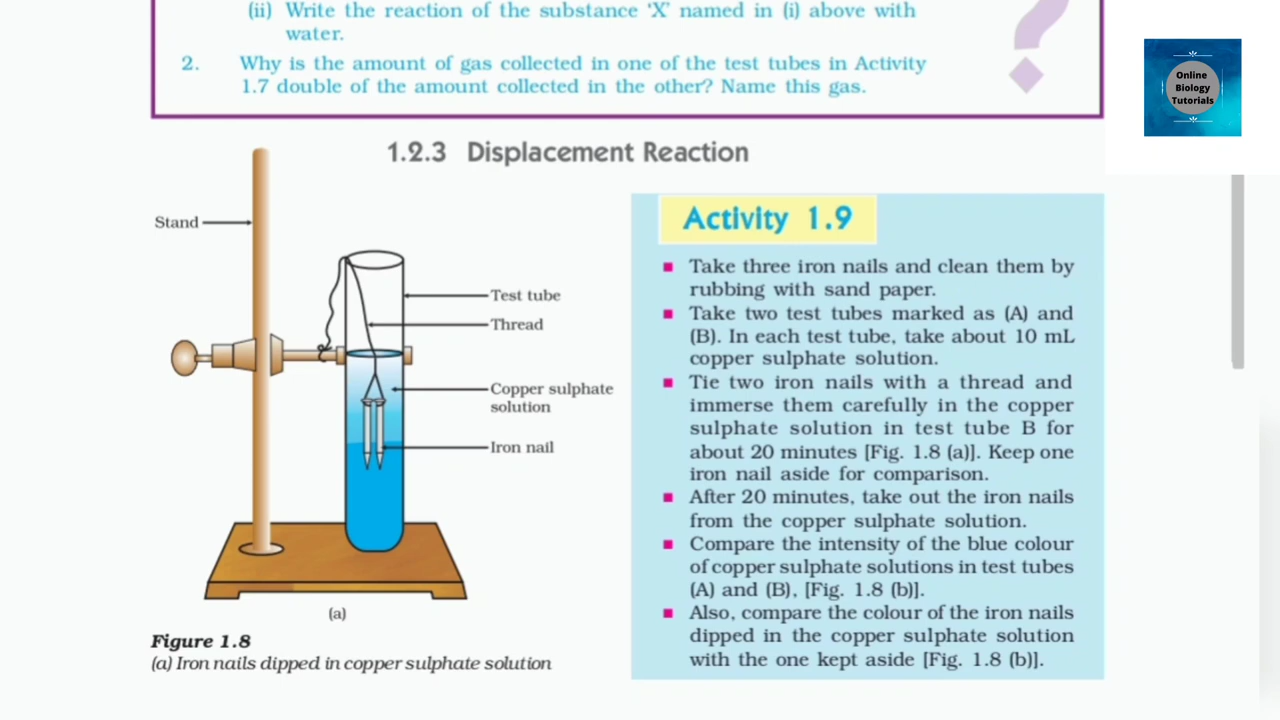 (ii) Write the reaction of the substance ‘X’ named in (i) above with
water.
2. Why is the amount of gas collected in one of the test tubes in Activity
1.7 double of the amount collected in the other? Name this gas.
?
Online
Biology
Tutorials
1.2.3 Displacement Reaction
Stand
Test tube
Thread
Copper sulphate
solution
Iron nail
(a)
Figure 1.8
(a) Iron nails dipped in copper sulphate solution
Activity 1.9
Take three iron nails and clean them by
rubbing with sand paper.
Take two test tubes marked as (A) and
(B). In each test tube, take about 10 mL
copper sulphate solution.
Tie two iron nails with a thread and
immerse them carefully in the copper
sulphate solution in test tube B for
about 20 minutes [Fig. 1.8 (a)]. Keep one
iron nail aside for comparison.
After 20 minutes, take out the iron nails
from the copper sulphate solution.
Compare the intensity of the blue colour
of copper sulphate solutions in test tubes
(A) and (B), [Fig. 1.8 (b)].
Also, compare the colour of the iron nails
dipped in the copper sulphate solution
with the one kept aside [Fig. 1.8 (b)].